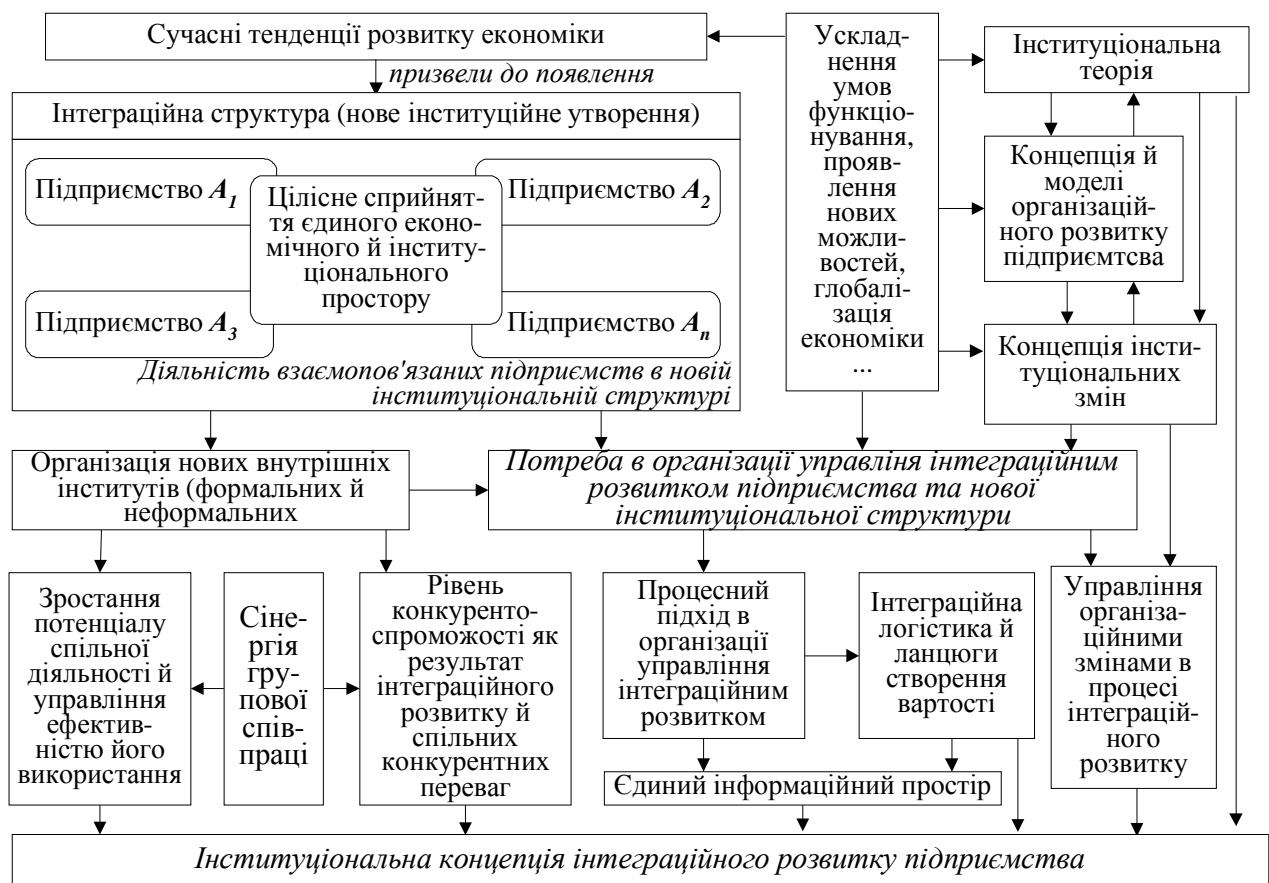 Сучасні тенденції розвитку економіки
призвели до появлення
Інтеграційна структура (нове інституційне утворення)
Підприємство A1
Підприємство A2
Цілісне сприйнят-
тя єдиного еконо-
мічного й інститу-
ціонального
простору
Підприємство A3
Підприємство An
Діяльність взаємопов'язаних підприємств в новій
інституціональній структурі
Усклад-
нення
умов
функціо-
нування,
прояв-
лення
нових
можли-
востей,
глобалі-
зація
економіки
...
Інституціональна
теорія
Концепція й
моделі
організацій-
ного розвитку
підприємтсва
Концепція інсти-
туціональних
змін
Організація нових внутрішніх
інститутів (формальних й
неформальних
Потреба в організації управліня інтеграційним
розвитком підприємства та нової
інституціональної структури
Зростання
потенціалу
спільної
діяльності й
управління
ефектив-
ністю його
використання
Сіне-
ргія
гру-
пової
спів-
праці
Рівень
конкуренто-
спроможості як
результат
інтеграційного
розвитку й
спільних
конкурентних
переваг
Процесний
підхід в
організації
управління
інтеграційним
розвитком
Інтеграційна
логістика й
ланцюги
створення
вартості
Управління
організа-
ційними
змінами в
процесі
інтеграцій-
ного
розвитку
Єдиний інформаційний простір
Інституціональна концепція інтеграційного розвитку підприємства